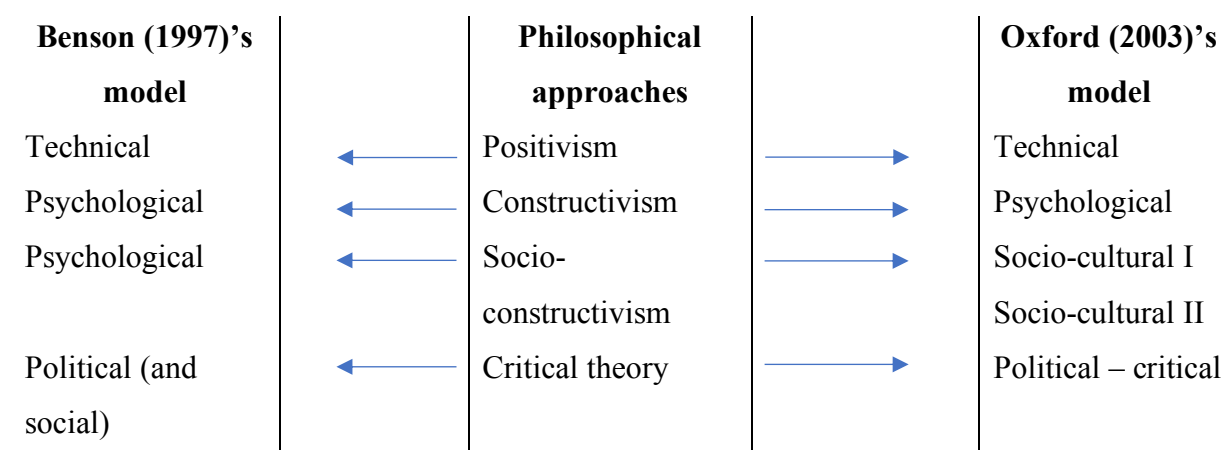 Benson (1997)’s Philosophical Oxford (2003)’s
model approaches model
Technical Positivism Technical
Psychological Constructivism Psychological
Psychological Socio- Socio-cultural I
constructivism Socio-cultural II
Political (and Critical theory Political – critical
social)